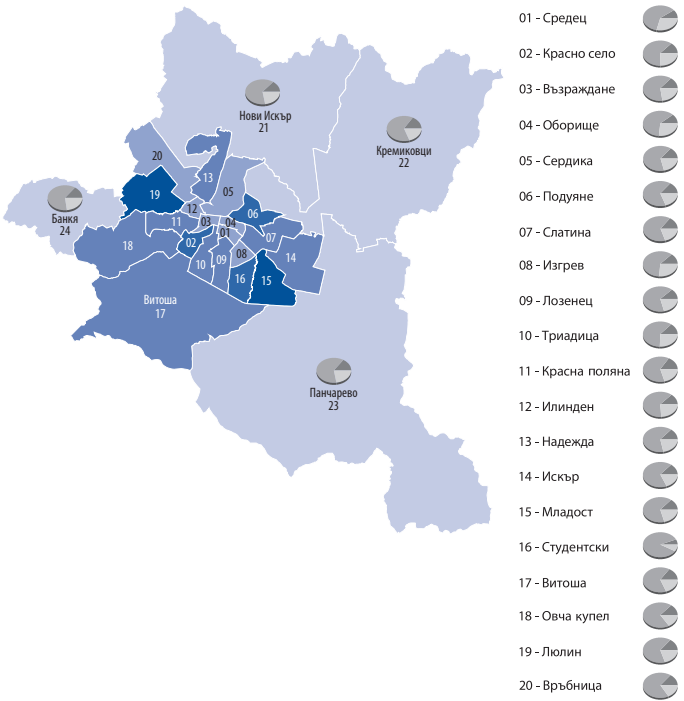 01 - Средец
02 - Красно село
03 - Възраждане
04 - Оборище
05 - Сердика
06 - Подуяне
07 - Слатина
08 - Изгрев
09 - Лозенец
10 - Триадица
11 - Красна поляна
12 - Илинден
13 - Надежда
14 - Искър
15 - Младост
16 - Студентски
17 - Витоша
18 - Овча купел
19 - Люлин
20 - Връбница
Нови Искър
21
Кремиковци
22
20
13
05
19
Банкя
24
12
11
03
04
01
06
18
02
07
10
09
08
14
16
15
Витоша
17
Панчарево
23